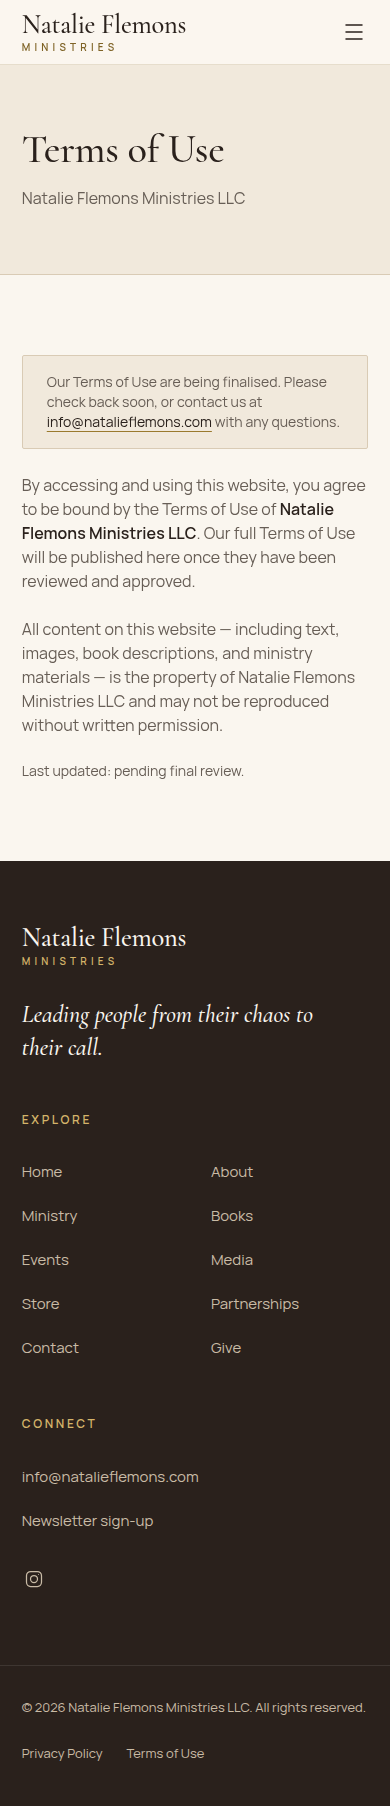 Natalie Flemons
MINISTRIES
Terms of Use
Natalie Flemons Ministries LLC
Our Terms of Use are being finalised. Please
check back soon, or contact us at
info@natalieflemons.com with any questions.
By accessing and using this website, you agree
to be bound by the Terms of Use of Natalie
Flemons Ministries LLC. Our full Terms of Use
will be published here once they have been
reviewed and approved.
All content on this website — including text,
images, book descriptions, and ministry
materials — is the property of Natalie Flemons
Ministries LLC and may not be reproduced
without written permission.
Last updated: pending final review.
Natalie Flemons
MINISTRIES
Leading people from their chaos to
their call.
EXPLORE
Home
About
Ministry
Books
Events
Media
Store
Partnerships
Contact
Give
CONNECT
info@natalieflemons.com
Newsletter sign-up
© 2026 Natalie Flemons Ministries LLC. All rights reserved.
Privacy Policy
Terms of Use